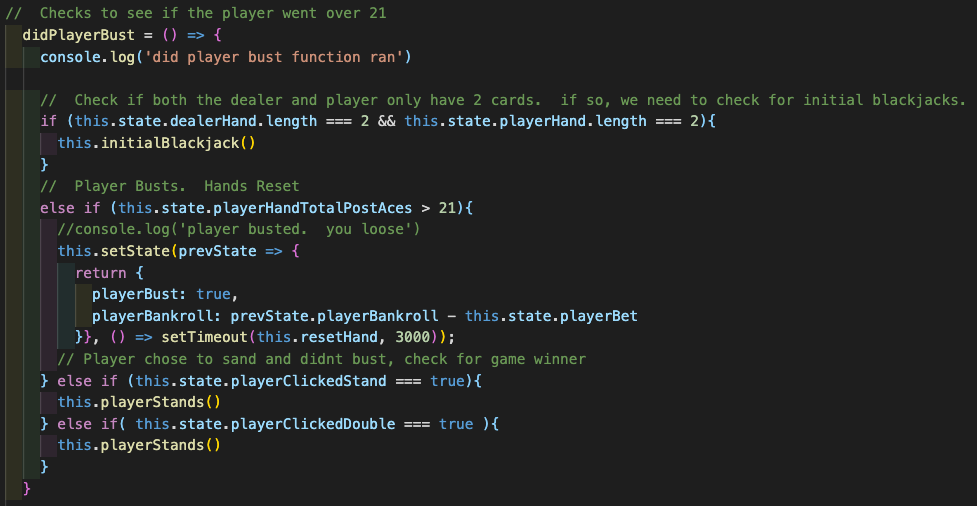 //  Checks to see if the player went over 21
didPlayerBust = () => {
console.log('did player bust function ran')
//  Check if both the dealer and player only have 2 cards.  if so, we need to check for initial blackjacks.
if (this.state.dealerHand.length === 2 && this.state.playerHand.length === 2){
this.initialBlackjack()
}
//  Player Busts.  Hands Reset
else if (this.state.playerHandTotalPostAces > 21){
//console.log('player busted.  you loose')
this.setState(prevState => {
return {
playerBust: true,
playerBankroll: prevState.playerBankroll - this.state.playerBet
}}, () => setTimeout(this.resetHand, 3000));
// Player chose to sand and didnt bust, check for game winner
} else if (this.state.playerClickedStand === true){
this.playerStands()
} else if( this.state.playerClickedDouble === true ){
this.playerStands()
}
}